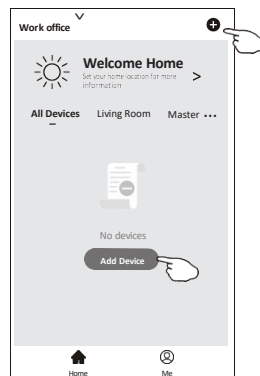 Work office
Welcome Home
Set your home location for more
information
All Devices Living Room Master ...
No devices
Add Device
Home Me